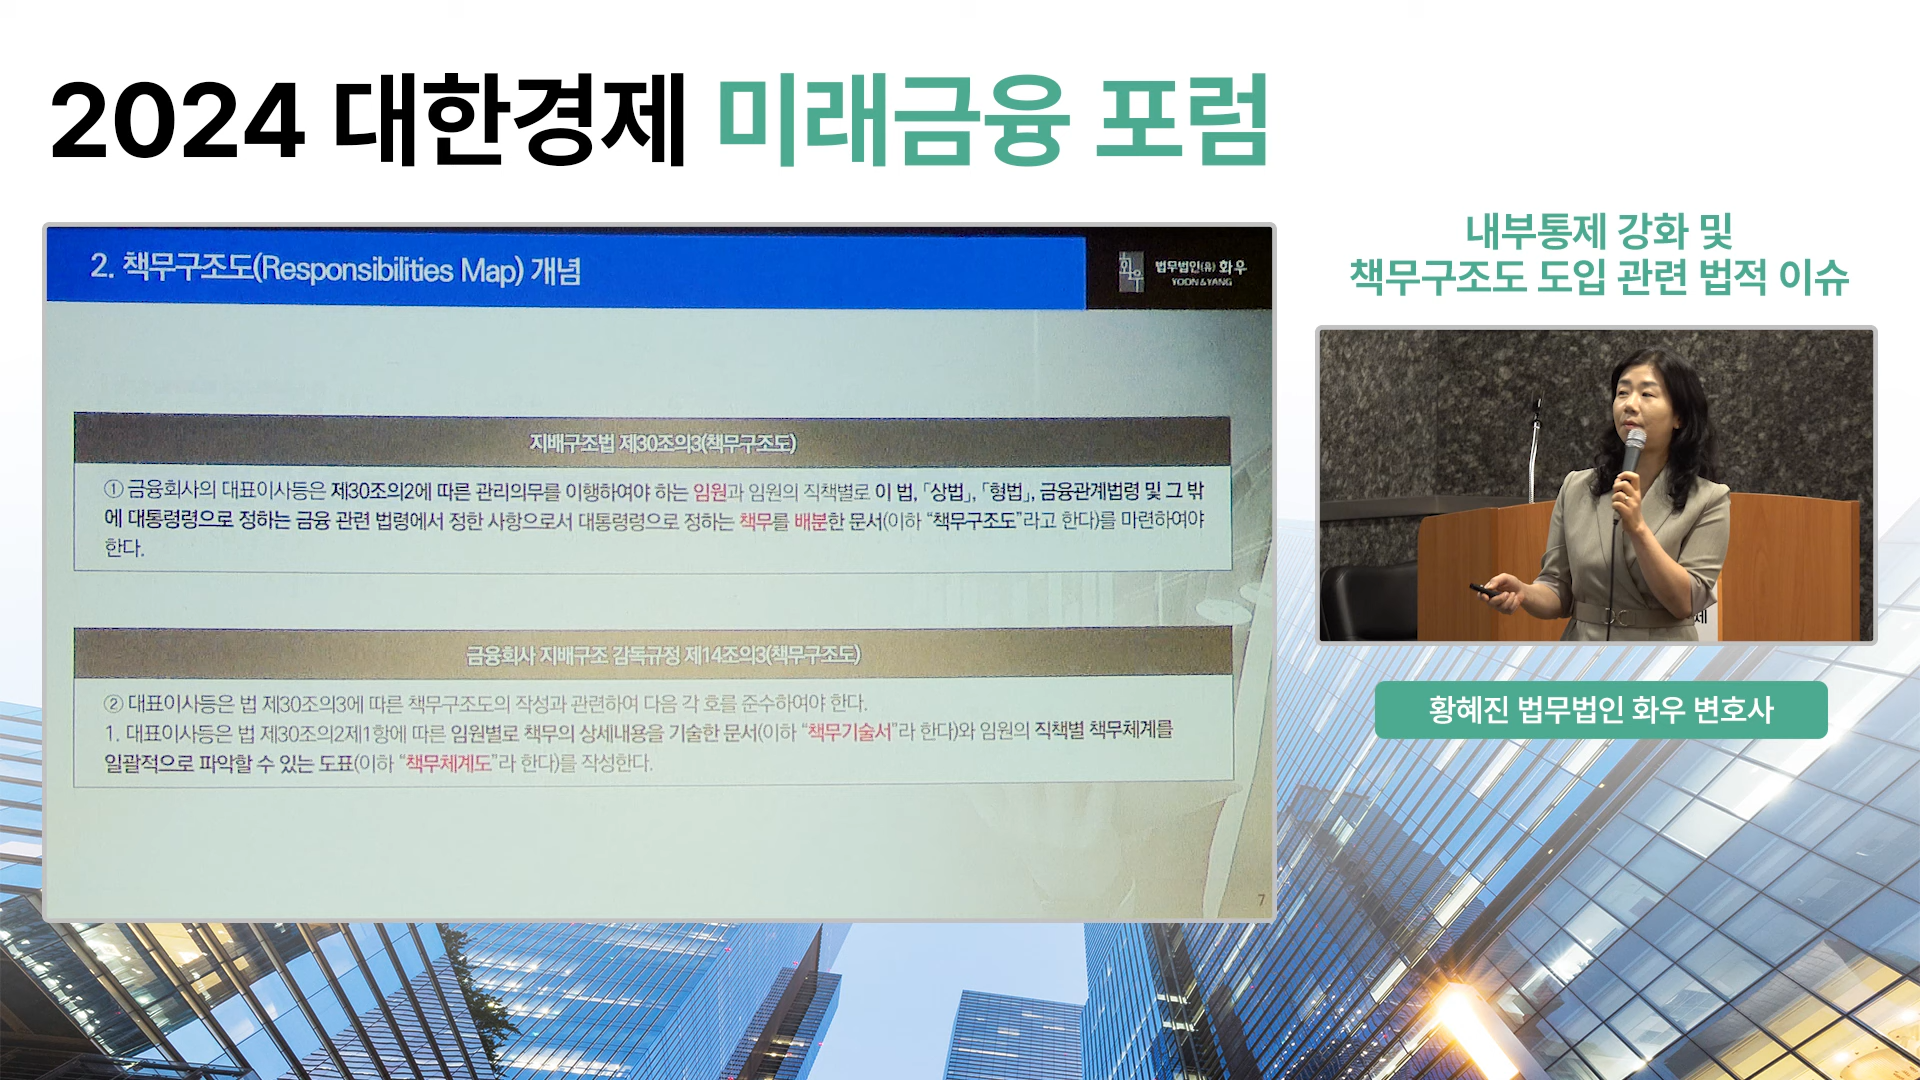 2024 대한경제 미래금융 포럼
내부통제 강화 및
책무구조도 도입 관련 법적 이슈
2. 책무구조도(Responsibilities Map) 개념
화우
법무법인(유) 화우
YOON & YANG
지배구조법 제30조의3(책무구조도)
① 금융회사의 대표이사등은 제30조의2에 따른 관리의무를 이행하여야 하는 임원과 임원의 직책별로 이 법, 「상법」, 「형법」, 금융관계법령 및 그 밖
에 대통령령으로 정하는 금융 관련 법령에서 정한 사항으로서 대통령령으로 정하는 책무를 배분한 문서(이하 “책무구조도”라고 한다)를 마련하여야
한다.
금융회사 지배구조 감독규정 제14조의3(책무구조도)
② 대표이사등은 법 제30조의3에 따른 책무구조도의 작성과 관련하여 다음 각 호를 준수하여야 한다.
1. 대표이사등은 법 제30조의2제1항에 따른 임원별로 책무의 상세내용을 기술한 문서(이하 “책무기술서”라 한다)와 임원의 직책별 책무체계를
일괄적으로 파악할 수 있는 도표(이하 “책무체계도”라 한다)를 작성한다.
7
제
황혜진 법무법인 화우 변호사